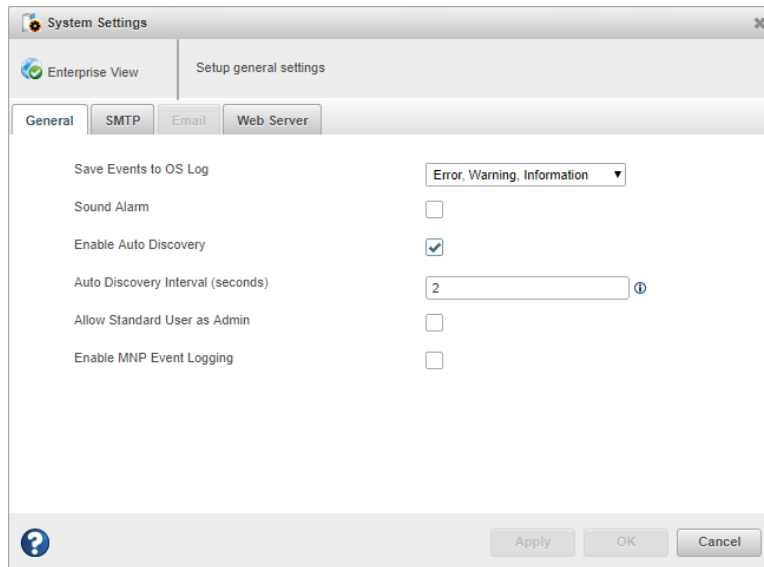 System Settings
Enterprise View
Setup general settings
General
SMTP
Email
Web Server
Save Events to OS Log
Error, Warning, Information
Sound Alarm
Enable Auto Discovery
Auto Discovery Interval (seconds)
2
Allow Standard User as Admin
Enable MNP Event Logging
Apply
OK
Cancel